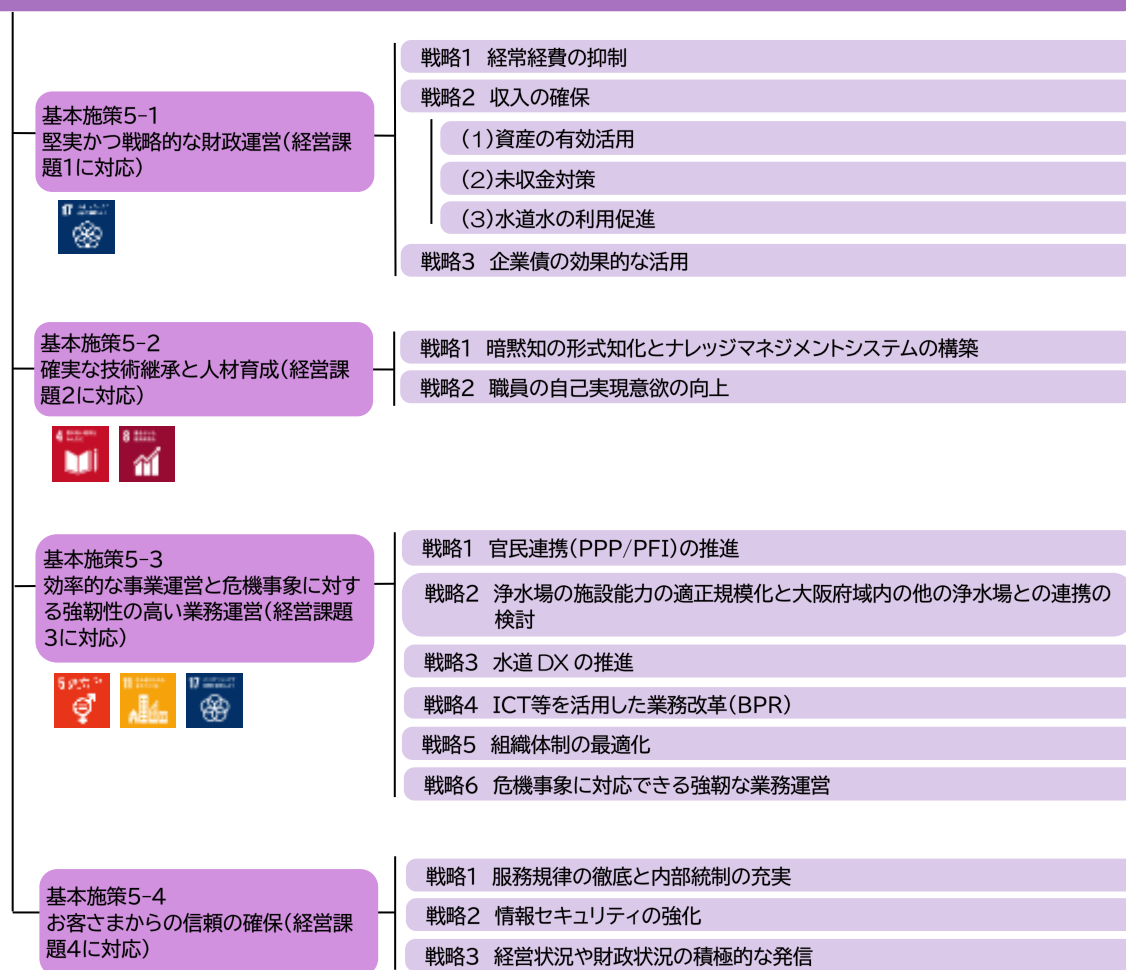 基本施策5-1
堅実かつ戦略的な財政運営(経営課
題1に対応)
17
戦略1 経常経費の抑制
戦略2 収入の確保
(1)資産の有効活用
(2)未収金対策
(3)水道水の利用促進
戦略3 企業債の効果的な活用
基本施策5-2
確実な技術継承と人材育成(経営課
題2に対応)
4
8
戦略1 暗黙知の形式知化とナレッジマネジメントシステムの構築
戦略2 職員の自己実現意欲の向上
基本施策5-3
効率的な事業運営と危機事象に対す
る強靭性の高い業務運営(経営課題
3に対応)
5
11
17
戦略1 官民連携(PPP/PFI)の推進
戦略2 浄水場の施設能力の適正規模化と大阪府域内の他の浄水場との連携の
検討
戦略3 水道 DX の推進
戦略4 ICT等を活用した業務改革(BPR)
戦略5 組織体制の最適化
戦略6 危機事象に対応できる強靭な業務運営
基本施策5-4
お客さまからの信頼の確保(経営課
題4に対応)
戦略1 服務規律の徹底と内部統制の充実
戦略2 情報セキュリティの強化
戦略3 経営状況や財政状況の積極的な発信